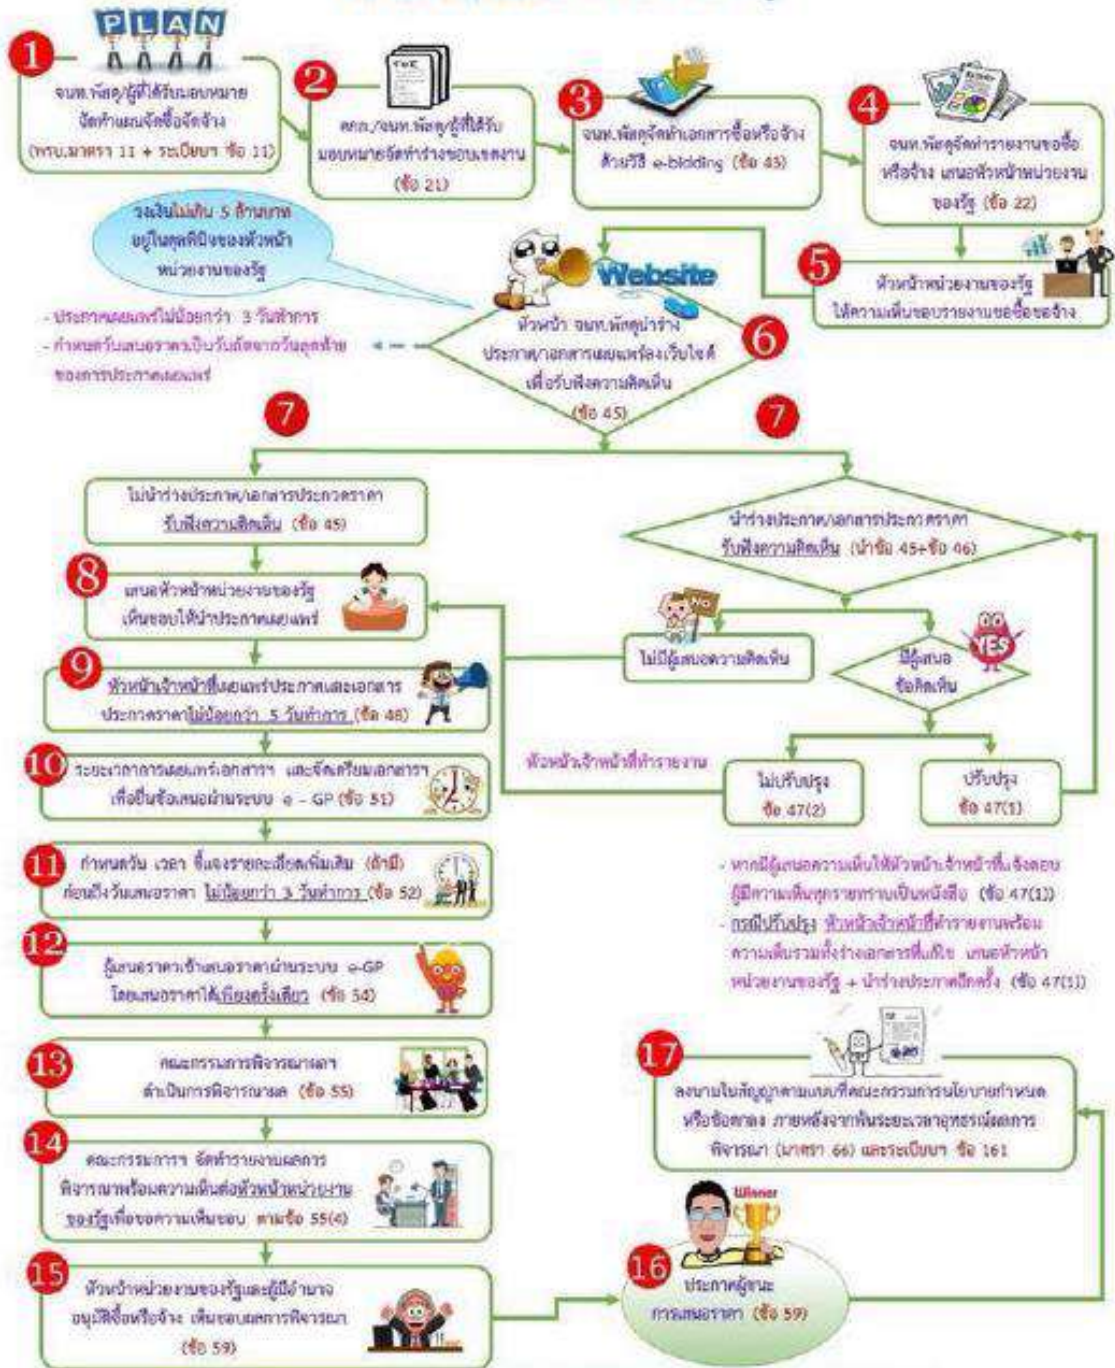 PLAN
1
จนท.พัสดุ/ผู้ที่ได้รับมอบหมาย
จัดทำแผนจัดซื้อจัดจ้าง
(พรบ.มาตรา 11 + ระเบียบฯ ข้อ 11)
2
คกก./จนท.พัสดุ/ผู้ที่ได้รับ
มอบหมายจัดทำร่างขอบเขตงาน
(ข้อ 21)
3
จนท.พัสดุจัดทำเอกสารซื้อหรือจ้าง
ด้วยวิธี e-bidding (ข้อ 43)
4
จนท.พัสดุจัดทำรายงานขอซื้อ
หรือจ้าง เสนอหัวหน้าหน่วยงาน
ของรัฐ (ข้อ 22)
วงเงินไม่เกิน 5 ล้านบาท
อยู่ในดุลพินิจของหัวหน้า
หน่วยงานของรัฐ
5
หัวหน้าหน่วยงานของรัฐ
ให้ความเห็นชอบรายงานขอซื้อขอจ้าง
Website
6
หัวหน้า จนท.พัสดุนำร่าง
ประกาศ/เอกสารเผยแพร่ลงเว็บไซต์
เพื่อรับฟังความคิดเห็น
(ข้อ 45)
- ประกาศเผยแพร่ไม่น้อยกว่า 3 วันทำการ
- กำหนดวันเสนอราคาเป็นวันถัดจากวันสุดท้าย
ของการประกาศเผยแพร่
7
7
ไม่นำร่างประกาศ/เอกสารประกวดราคา
รับฟังความคิดเห็น (ข้อ 45)
นำร่างประกาศ/เอกสารประกวดราคา
รับฟังความคิดเห็น (นำข้อ 45+ข้อ 46)
8
เสนอหัวหน้าหน่วยงานของรัฐ
เห็นชอบให้นำประกาศเผยแพร่
No
ไม่มีผู้เสนอความคิดเห็น
YES
มีผู้เสนอ
ข้อคิดเห็น
9
หัวหน้าเจ้าหน้าที่เผยแพร่ประกาศและเอกสาร
ประกวดราคาไม่น้อยกว่า 5 วันทำการ (ข้อ 48)
หัวหน้าเจ้าหน้าที่ทำรายงาน
ไม่ปรับปรุง
ข้อ 47(2)
ปรับปรุง
ข้อ 47(1)
10
ระยะเวลาการเผยแพร่เอกสารฯ และจัดเตรียมเอกสารฯ
เพื่อยื่นข้อเสนอผ่านระบบ e - GP (ข้อ 51)
11
กำหนดวัน เวลา ชี้แจงรายละเอียดเพิ่มเติม (ถ้ามี)
ก่อนถึงวันเสนอราคา ไม่น้อยกว่า 3 วันทำการ (ข้อ 52)
- หากมีผู้เสนอความเห็นให้หัวหน้าเจ้าหน้าที่แจ้งตอบ
ผู้มีความเห็นทุกรายทราบเป็นหนังสือ (ข้อ 47(1))
- กรณีปรับปรุง หัวหน้าเจ้าหน้าที่ทำรายงานพร้อม
ความเห็นรวมทั้งร่างเอกสารที่แก้ไข เสนอหัวหน้า
หน่วยงานของรัฐ + นำร่างประกาศอีกครั้ง (ข้อ 47(1))
12
ผู้เสนอราคาเข้าเสนอราคาผ่านระบบ e-GP
โดยเสนอราคาได้เพียงครั้งเดียว (ข้อ 54)
13
คณะกรรมการพิจารณาผลฯ
ดำเนินการพิจารณาผล (ข้อ 55)
14
คณะกรรมการฯ จัดทำรายงานผลการ
พิจารณาพร้อมความเห็นต่อหัวหน้าหน่วยงาน
ของรัฐเพื่อขอความเห็นชอบ ตามข้อ 55(4)
15
หัวหน้าหน่วยงานของรัฐและผู้มีอำนาจ
อนุมัติซื้อหรือจ้าง เห็นชอบผลการพิจารณา
(ข้อ 59)
Winner
16
ประกาศผู้ชนะ
การเสนอราคา (ข้อ 59)
17
ลงนามในสัญญาตามแบบที่คณะกรรมการนโยบายกำหนด
หรือข้อตกลง ภายหลังจากพ้นระยะเวลาอุทธรณ์ผลการ
พิจารณา (มาตรา 66) และระเบียบฯ ข้อ 161